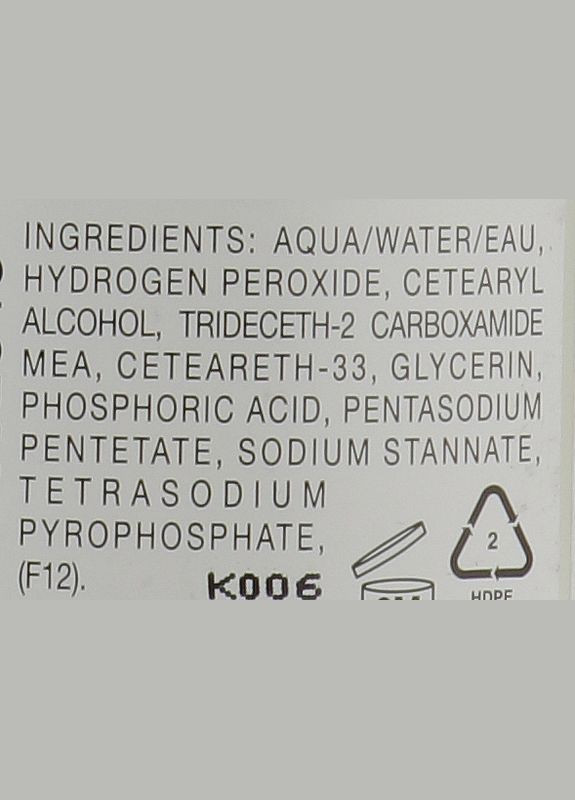 INGREDIENTS: AQUA/WATER/EAU,
HYDROGEN PEROXIDE, CETEARYL
ALCOHOL, TRIDECETH-2 CARBOXAMIDE
MEA, CETEARETH-33, GLYCERIN,
PHOSPHORIC ACID, PENTASODIUM
PENTETATE, SODIUM STANNATE,
TETRASODIUM
PYROPHOSPHATE,
(F12).
K006
2
HDPE